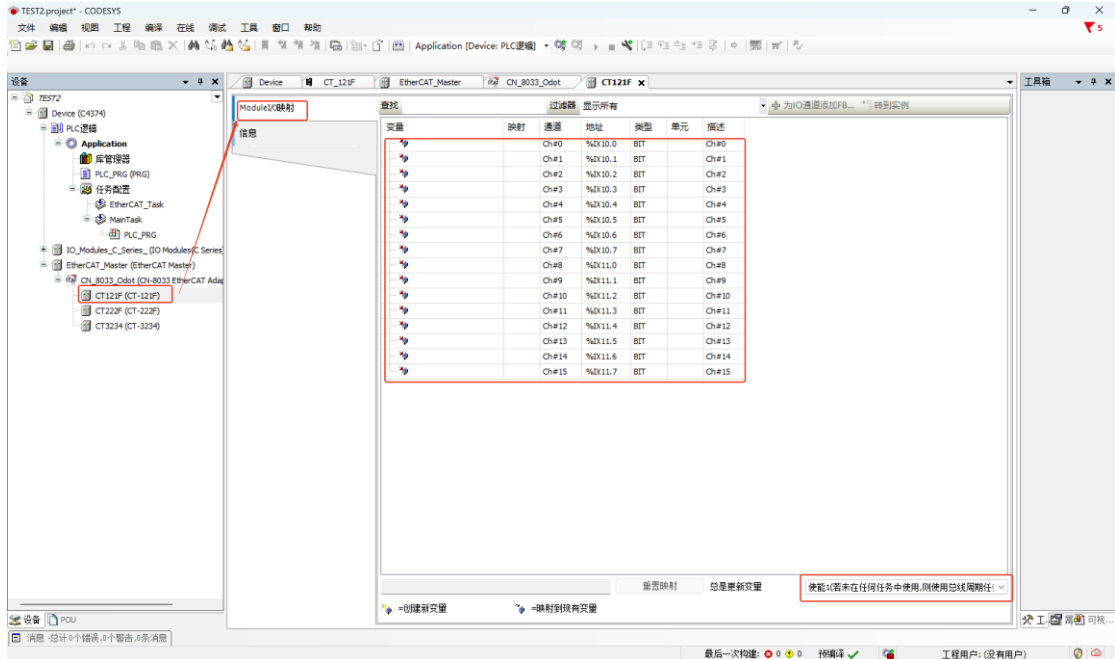 TEST2.project* - CODESYS
文件 编辑 视图 工程 编译 在线 调试 工具 窗口 帮助
5
Application [Device: PLC逻辑]
设备
TEST2
Device (C4374)
PLC逻辑
Application
库管理器
PLC_PRG (PRG)
任务配置
EtherCAT_Task
MainTask
PLC_PRG
IO_Modules_C_Series_ (IO Modules(C Series)
EtherCAT_Master (EtherCAT Master)
CN_8033_Odot (CN-8033 EtherCAT Adap
CT121F (CT-121F)
CT222F (CT-222F)
CT3234 (CT-3234)
设备 POU
Device CT_121F EtherCAT_Master CN_8033_Odot CT121F
ModuleI/O映射
信息
查找 过滤器 显示所有 为IO通道添加FB... 转到实例
变量 映射 通道 地址 类型 单元 描述
Ch#0 %IX10.0 BIT Ch#0
Ch#1 %IX10.1 BIT Ch#1
Ch#2 %IX10.2 BIT Ch#2
Ch#3 %IX10.3 BIT Ch#3
Ch#4 %IX10.4 BIT Ch#4
Ch#5 %IX10.5 BIT Ch#5
Ch#6 %IX10.6 BIT Ch#6
Ch#7 %IX10.7 BIT Ch#7
Ch#8 %IX11.0 BIT Ch#8
Ch#9 %IX11.1 BIT Ch#9
Ch#10 %IX11.2 BIT Ch#10
Ch#11 %IX11.3 BIT Ch#11
Ch#12 %IX11.4 BIT Ch#12
Ch#13 %IX11.5 BIT Ch#13
Ch#14 %IX11.6 BIT Ch#14
Ch#15 %IX11.7 BIT Ch#15
重置映射 总是更新变量 使能1(若未在任何任务中使用,则使用总线周期任务
=创建新变量 =映射到现有变量
工具箱
工... 属 可视...
消息 -总计0个错误,0个警告,0条消息
最后一次构建: 0 0 预编译 工程用户: (没有用户)